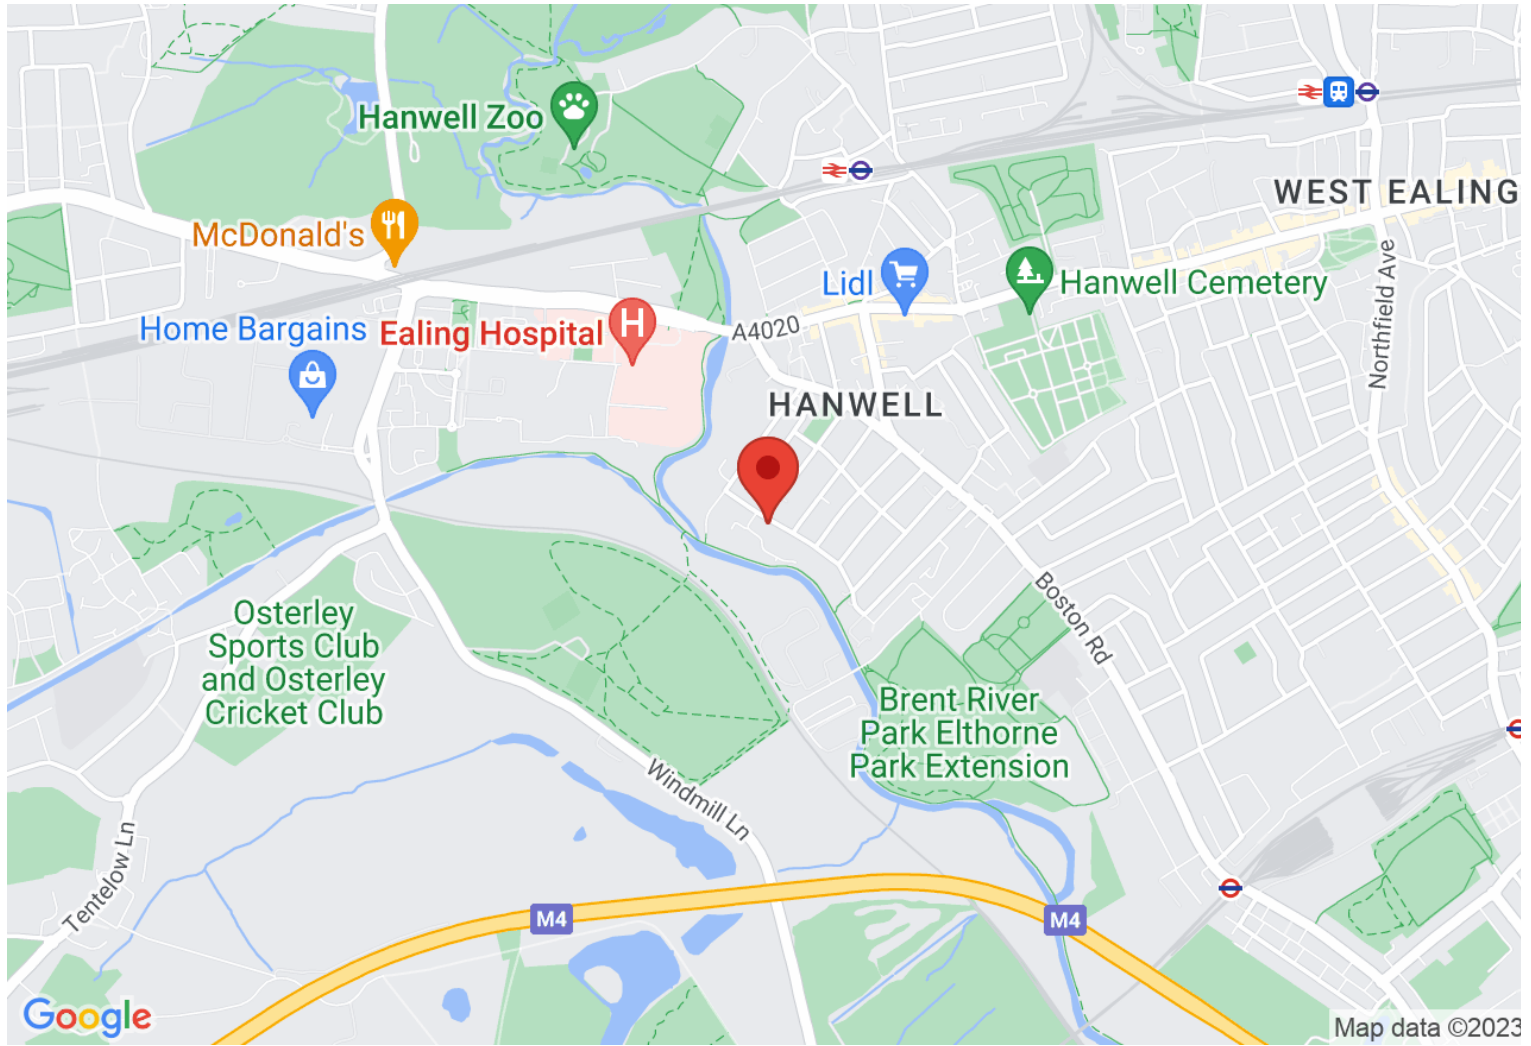 Hanwell Zoo
WEST EALING
McDonald's
Lidl
Hanwell Cemetery
Home Bargains
Ealing Hospital
H
A4020
Northfield Ave
HANWELL
Boston Rd
Osterley
Sports Club
and Osterley
Cricket Club
Brent River
Park Elthorne
Park Extension
Windmill Ln
Tentelow Ln
M4
M4
Google
Map data ©2023